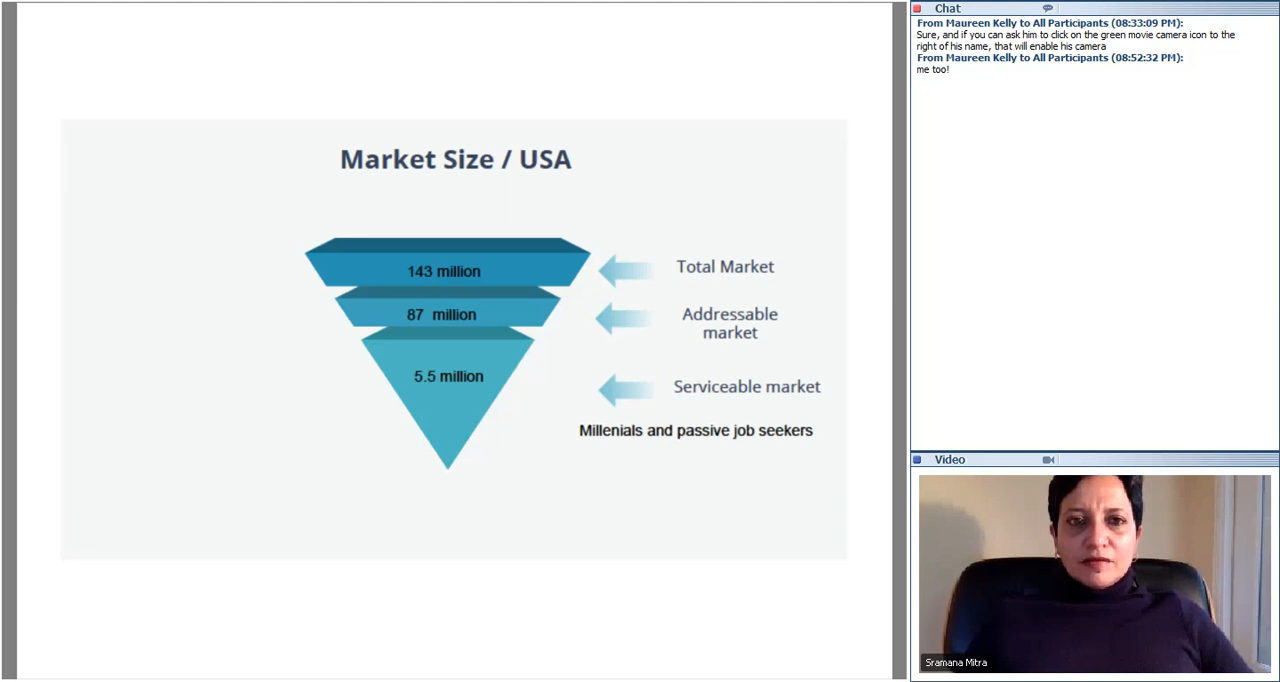 Market Size / USA
143 million
Total Market
87 million
Addressable
market
5.5 million
Serviceable market
Millenials and passive job seekers
Chat
From Maureen Kelly to All Participants (08:33:09 PM):
Sure, and if you can ask him to click on the green movie camera icon to the
right of his name, that will enable his camera
From Maureen Kelly to All Participants (08:52:32 PM):
me too!
Video
Sramana Mitra